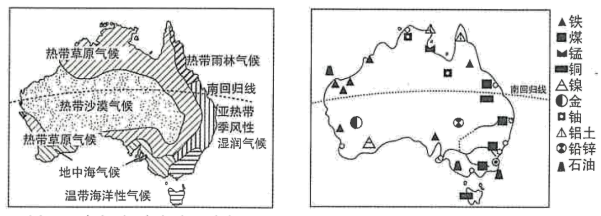 热带草原气候
热带雨林气候
南回归线
热带沙漠气候
亚热带
季风性
湿润气候
热带草原气候
地中海气候
温带海洋性气候
南回归线
铁
煤
锰
铜
镍
金
铀
铝土
铅锌
石油